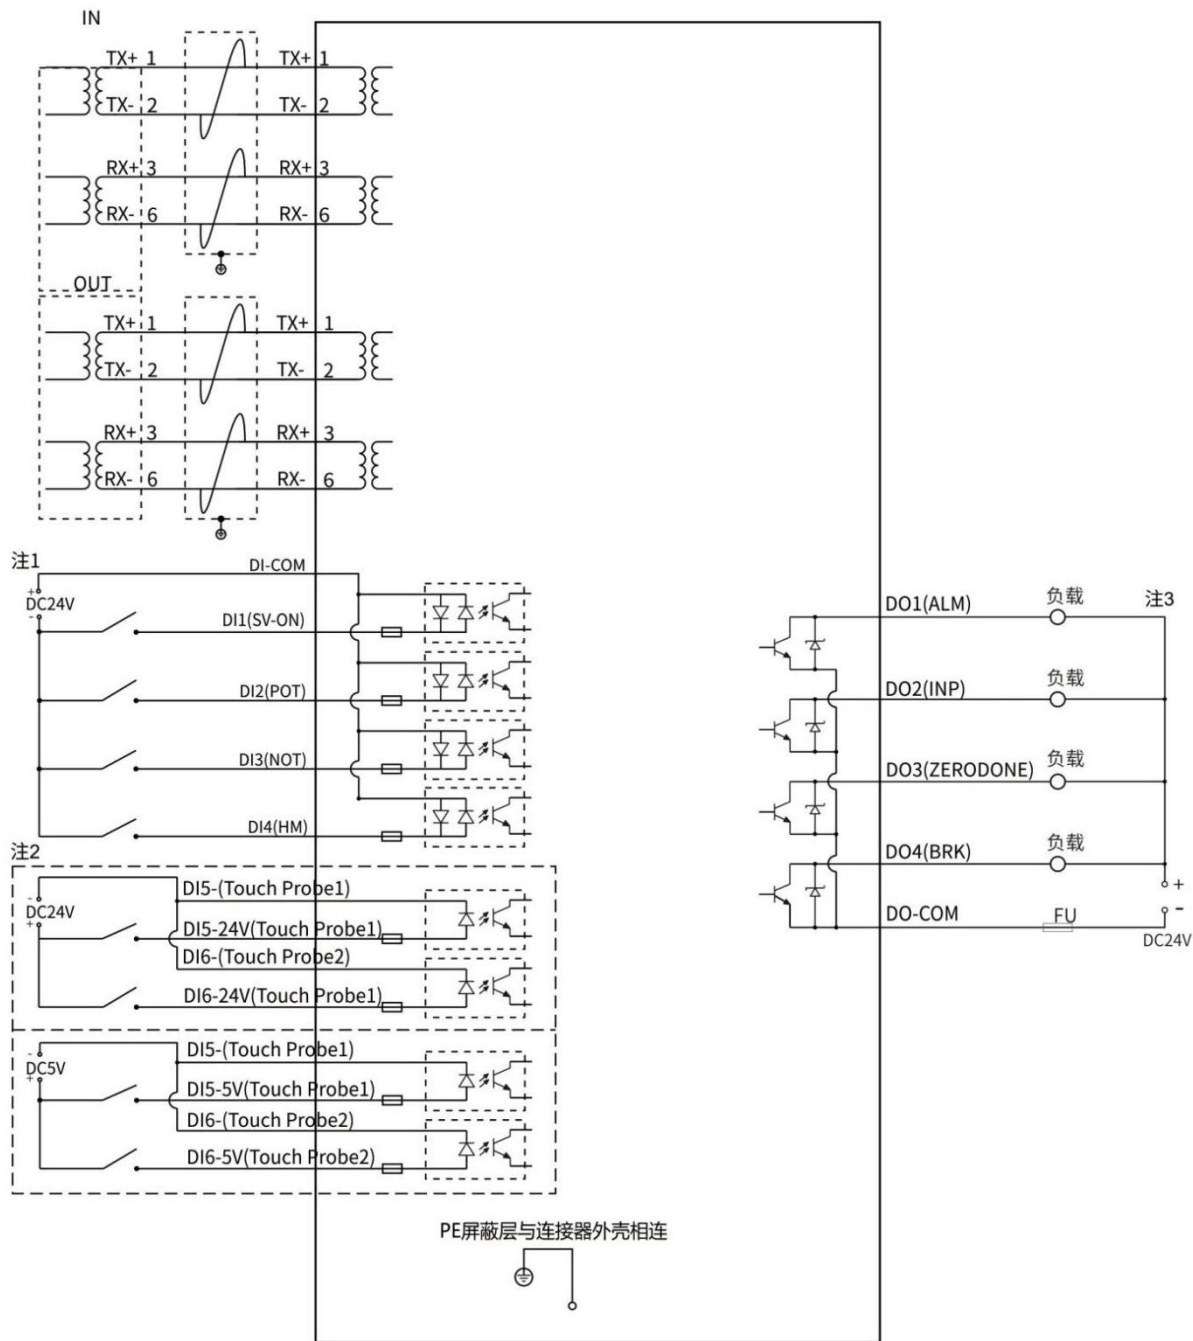 IN
TX+ 1 TX+ 1
TX- 2 TX- 2
RX+ 3 RX+ 3
RX- 6 RX- 6
OUT
TX+ 1 TX+ 1
TX- 2 TX- 2
RX+ 3 RX+ 3
RX- 6 RX- 6
注1
DI-COM
+
DC24V
-
DI1(SV-ON)
DI2(POT)
DI3(NOT)
DI4(HM)
注2
DI5-(Touch Probe1)
-
DC24V
+
DI5-24V(Touch Probe1)
DI6-(Touch Probe2)
DI6-24V(Touch Probe1)
DI5-(Touch Probe1)
-
DC5V
+
DI5-5V(Touch Probe1)
DI6-(Touch Probe2)
DI6-5V(Touch Probe2)
PE屏蔽层与连接器外壳相连
DO1(ALM) 负载 注3
DO2(INP) 负载
DO3(ZERODONE) 负载
DO4(BRK) 负载
+
DO-COM FU -
DC24V